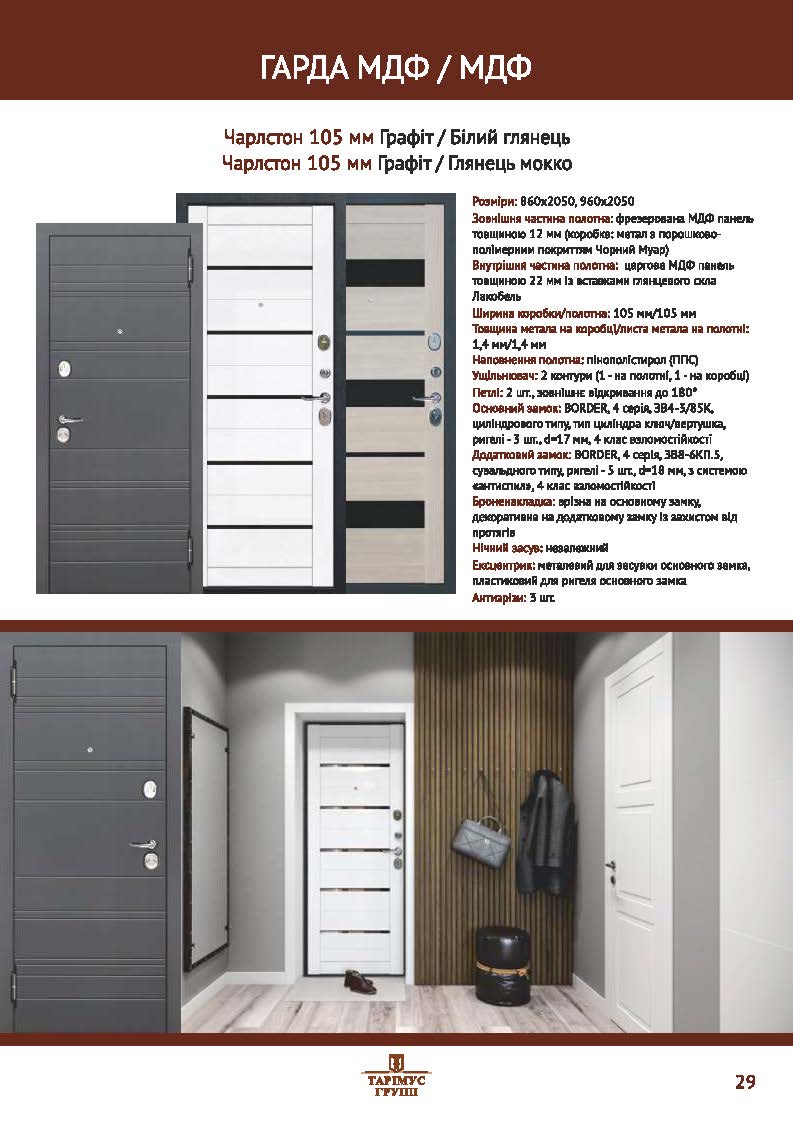 ГАРДА МДФ / МДФ
Чарлстон 105 мм Графіт / Білий глянець
Чарлстон 105 мм Графіт / Глянець мокко
Розміри: 860х2050, 960х2050
Зовнішня частина полотна: фрезерована МДФ панель
товщиною 12 мм (коробка: метал з порошково-
полімерним покриттям Чорний Муар)
Внутрішня частина полотна: царгова МДФ панель
товщиною 22 мм із вставками глянцевого скла
Лакобель
Ширина коробки/полотна: 105 мм/105 мм
Товщина метала на коробці/листа метала на полотні:
1,4 мм/1,4 мм
Наповнення полотна: пінополістирол (ППС)
Ущільнювач: 2 контури (1 - на полотні, 1 - на коробці)
Петлі: 2 шт., зовнішнє відкривання до 180°
Основний замок: BORDER, 4 серія, ЗВ4-3/85К,
циліндрового типу, тип циліндра ключ/вертушка,
ригелі - 3 шт., d=17 мм, 4 клас взломостійкості
Додатковий замок: BORDER, 4 серія, ЗВ8-6КП.5,
сувальдного типу, ригелі - 5 шт., d=18 мм, з системою
«антиспил», 4 клас взломостійкості
Броненакладка: врізна на основному замку,
декоративна на додатковому замку із захистом від
протягів
Нічний засув: незалежний
Ексцентрик: металевий для засувки основного замка,
пластиковий для ригеля основного замка
Антизрізи: 3 шт.
ТАРІМУС
ГРУПП
29